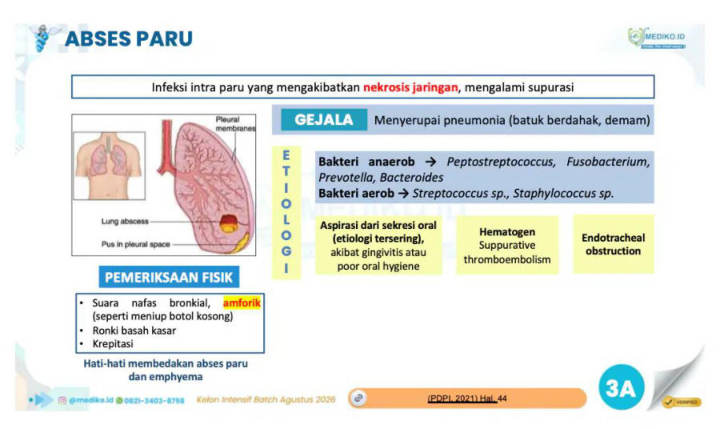 ABSES PARU
MEDIKO.ID
Infeksi intra paru yang mengakibatkan nekrosis jaringan, mengalami supurasi
Pleural
membranes
Lung abscess
Pus in pleural space
GEJALA
Menyerupai pneumonia (batuk berdahak, demam)
ETIOLOGI
Bakteri anaerob → Peptostreptococcus, Fusobacterium,
Prevotella, Bacteroides
Bakteri aerob → Streptococcus sp., Staphylococcus sp.
Aspirasi dari sekresi oral
(etiologi tersering),
akibat gingivitis atau
poor oral hygiene
Hematogen
Suppurative
thromboembolism
Endotracheal
obstruction
PEMERIKSAAN FISIK
• Suara nafas bronkial, amforik
(seperti meniup botol kosong)
• Ronki basah kasar
• Krepitasi
Hati-hati membedakan abses paru
dan emphyema
3A
@mediko.id 0821-3403-8768
Kelan Intensif Batch Agustus 2026
(PDPI, 2021) Hal. 44
VERIFIED